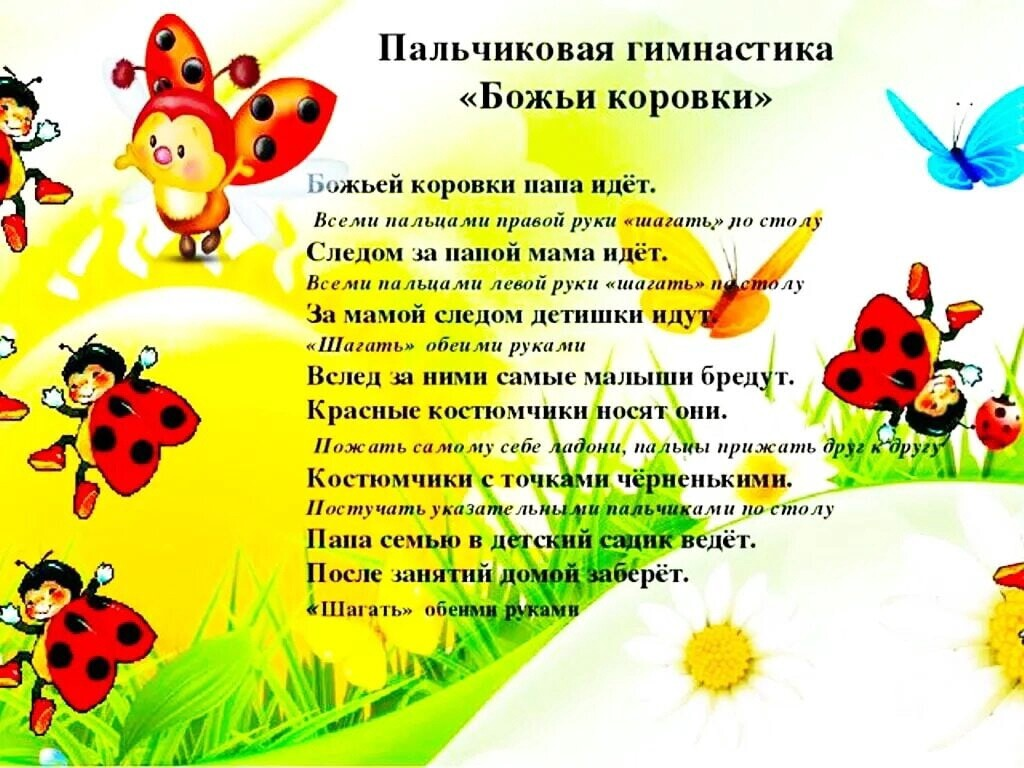 Пальчиковая гимнастика
«Божьи коровки»
Божьей коровки папа идёт.
Всеми пальцами правой руки «шагать» по столу
Следом за папой мама идёт.
Всеми пальцами левой руки «шагать» по столу
За мамой следом детишки идут.
«Шагать» обеими руками
Вслед за ними самые малыши бредут.
Красные костюмчики носят они.
Пожать самому себе ладони, пальцы прижать друг к другу
Костюмчики с точками чёрненькими.
Постучать указательными пальчиками по столу
Папа семью в детский садик ведёт.
После занятий домой заберёт.
«Шагать» обеими руками